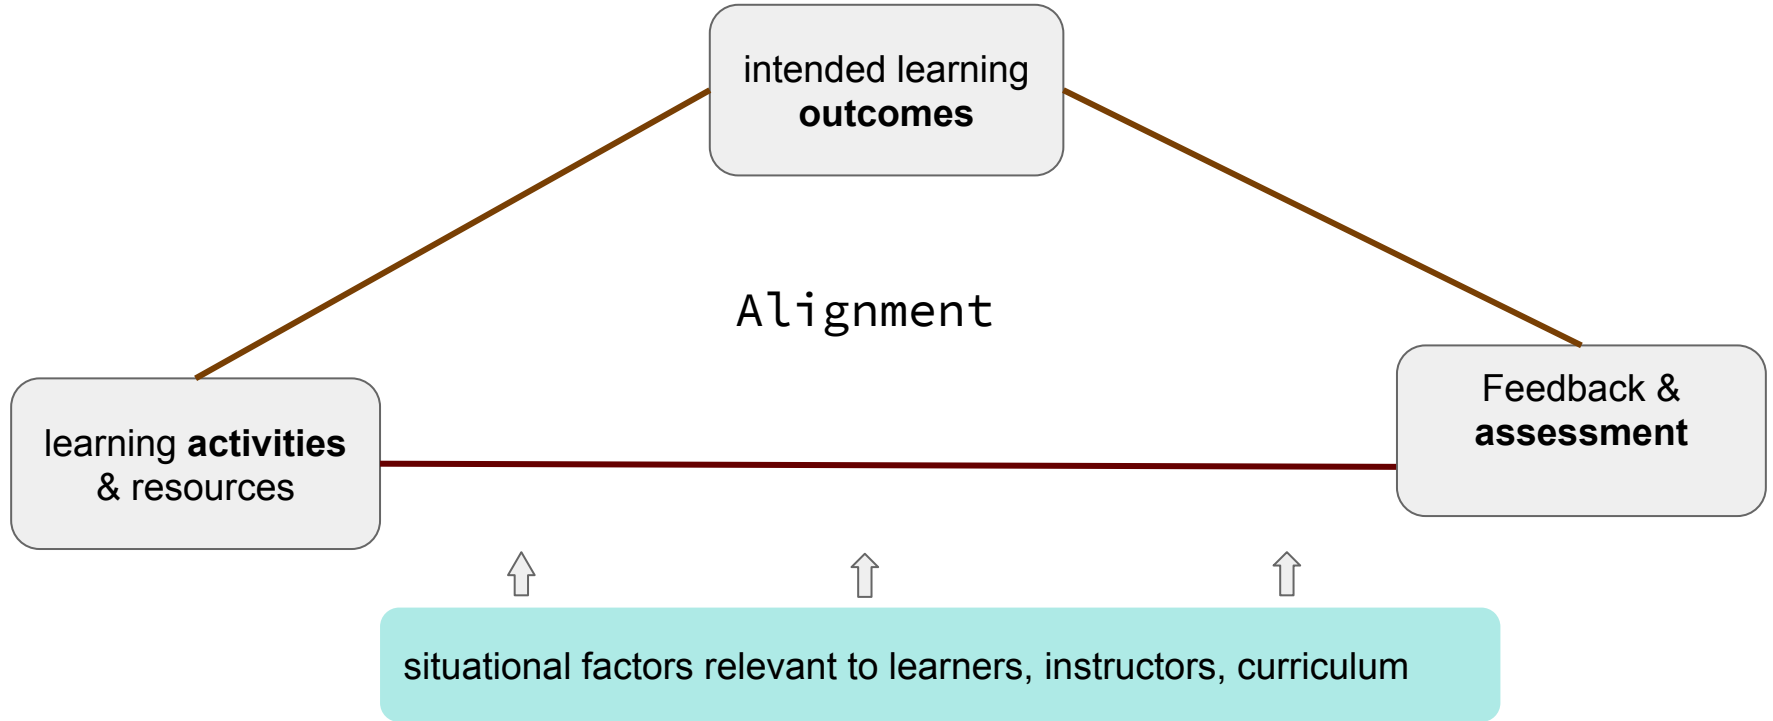 intended learning
outcomes
Alignment
learning activities
& resources
Feedback &
assessment
situational factors relevant to learners, instructors, curriculum